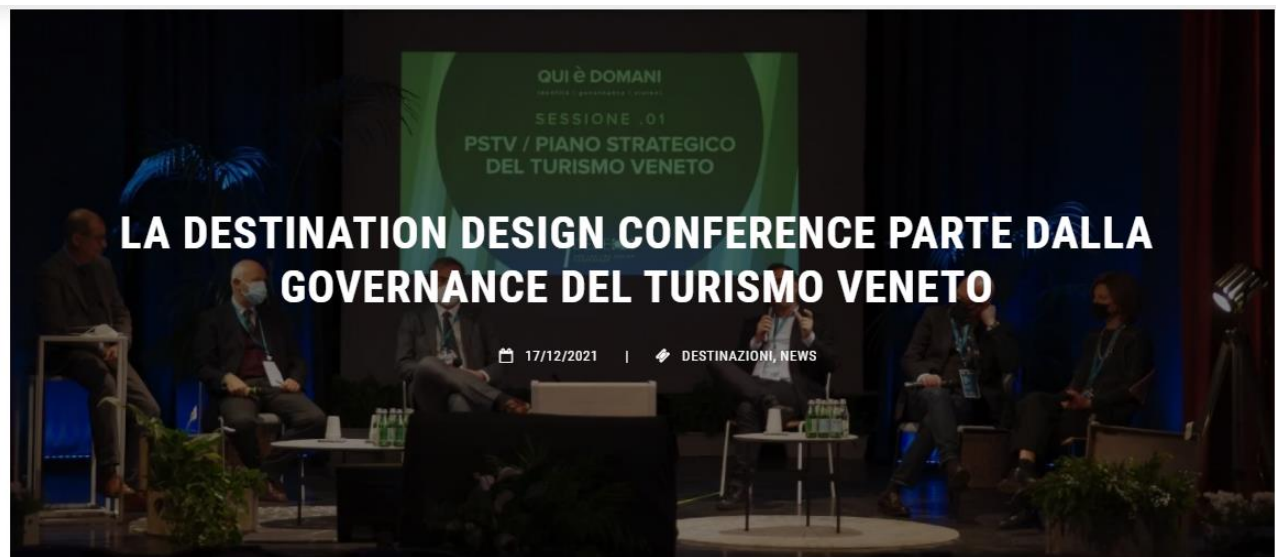 QUI è DOMANI
SESSIONE .01
PSTV / PIANO STRATEGICO
DEL TURISMO VENETO
LA DESTINATION DESIGN CONFERENCE PARTE DALLA
GOVERNANCE DEL TURISMO VENETO
17/12/2021 | DESTINAZIONI, NEWS